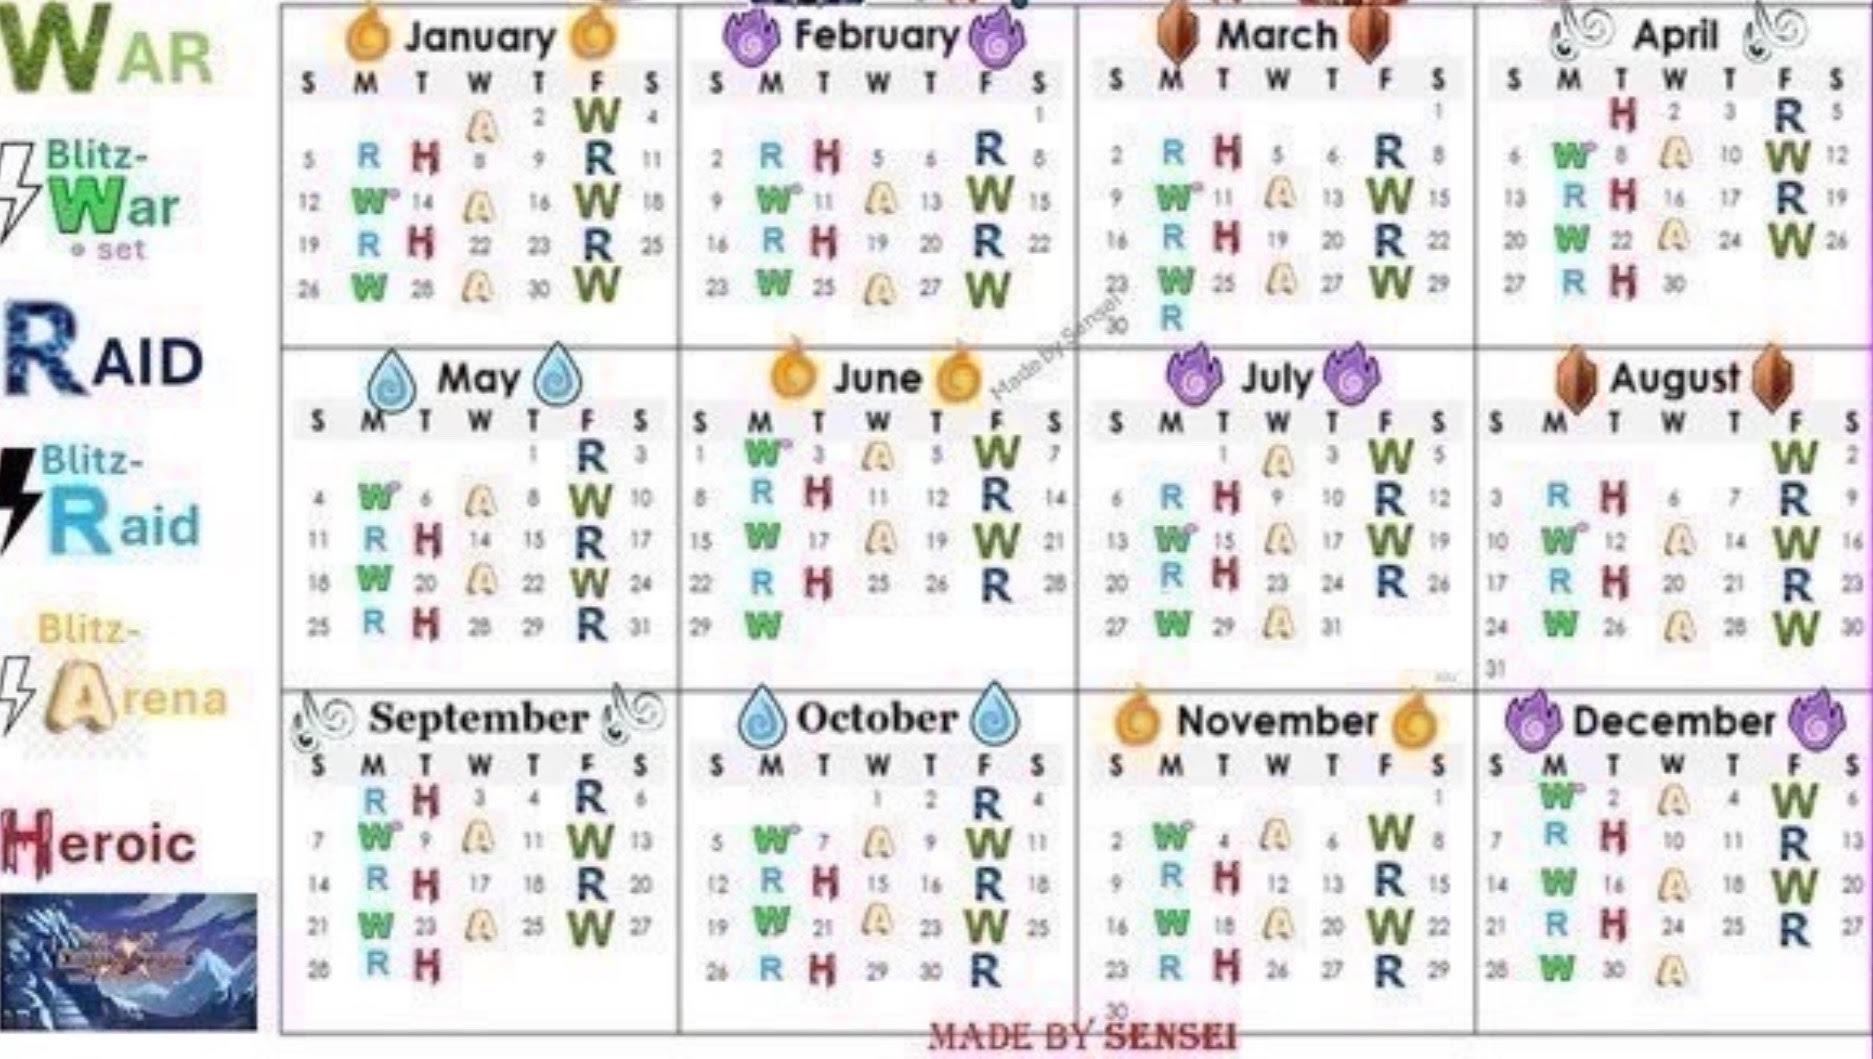 WAR
Blitz-
War
set
RAID
Blitz-
Raid
Blitz-
Arena
Heroic
January
S M T W T F S
A 2 W 4
5 R H 8 9 R 11
12 W 14 A 16 W 18
19 R H 22 23 R 25
26 W 28 A 30 W
February
S M T W T F S
1
2 R H 5 6 R 8
9 W 11 A 13 W 15
16 R H 19 20 R 22
23 W 25 A 27 W
March
S M T W T F S
1
2 R H 5 6 R 8
9 W 11 A 13 W 15
16 R H 19 20 R 22
23 W 25 A 27 W 29
30 R
April
S M T W T F S
H 2 3 R 5
6 W 8 A 10 W 12
13 R H 16 17 R 19
20 W 22 A 24 W 26
27 R H 30
Made by Sensei
May
S M T W T F S
1 R 3
4 W 6 A 8 W 10
11 R H 14 15 R 17
18 W 20 A 22 W 24
25 R H 28 29 R 31
June
S M T W T F S
1 W 3 A 5 W 7
8 R H 11 12 R 14
15 W 17 A 19 W 21
22 R H 25 26 R 28
29 W
July
S M T W T F S
1 A 3 W 5
6 R H 9 10 R 12
13 W 15 A 17 W 19
20 R H 23 24 R 26
27 W 29 A 31
August
S M T W T F S
W 2
3 R H 6 7 R 9
10 W 12 A 14 W 16
17 R H 20 21 R 23
24 W 26 A 28 W 30
31
September
S M T W T F S
R H 3 4 R 6
7 W 9 A 11 W 13
14 R H 17 18 R 20
21 W 23 A 25 W 27
28 R H
October
S M T W T F S
1 2 R 4
5 W 7 A 9 W 11
12 R H 15 16 R 18
19 W 21 A 23 W 25
26 R H 29 30 R
November
S M T W T F S
1
2 W 4 A 6 W 8
9 R H 12 13 R 15
16 W 18 A 20 W 22
23 R H 26 27 R 29
30
December
S M T W T F S
W 2 A 4 W 6
7 R H 10 11 R 13
14 W 16 A 18 W 20
21 R H 24 25 R 27
28 W 30 A
MADE BY SENSEI